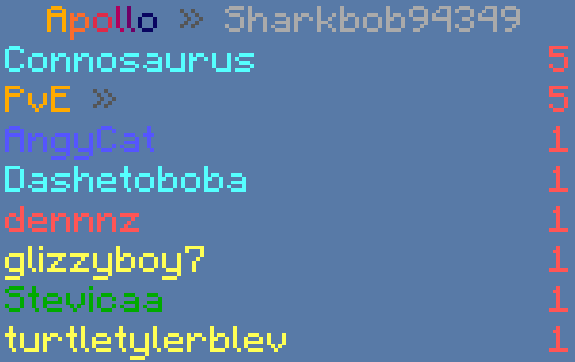 Apollo » Sharkbob94349
Connosaurus 5
PvE » 5
AngyCat 1
Dashetoboba 1
dennnz 1
glizzyboy7 1
Stevicaa 1
turtletylerblev 1